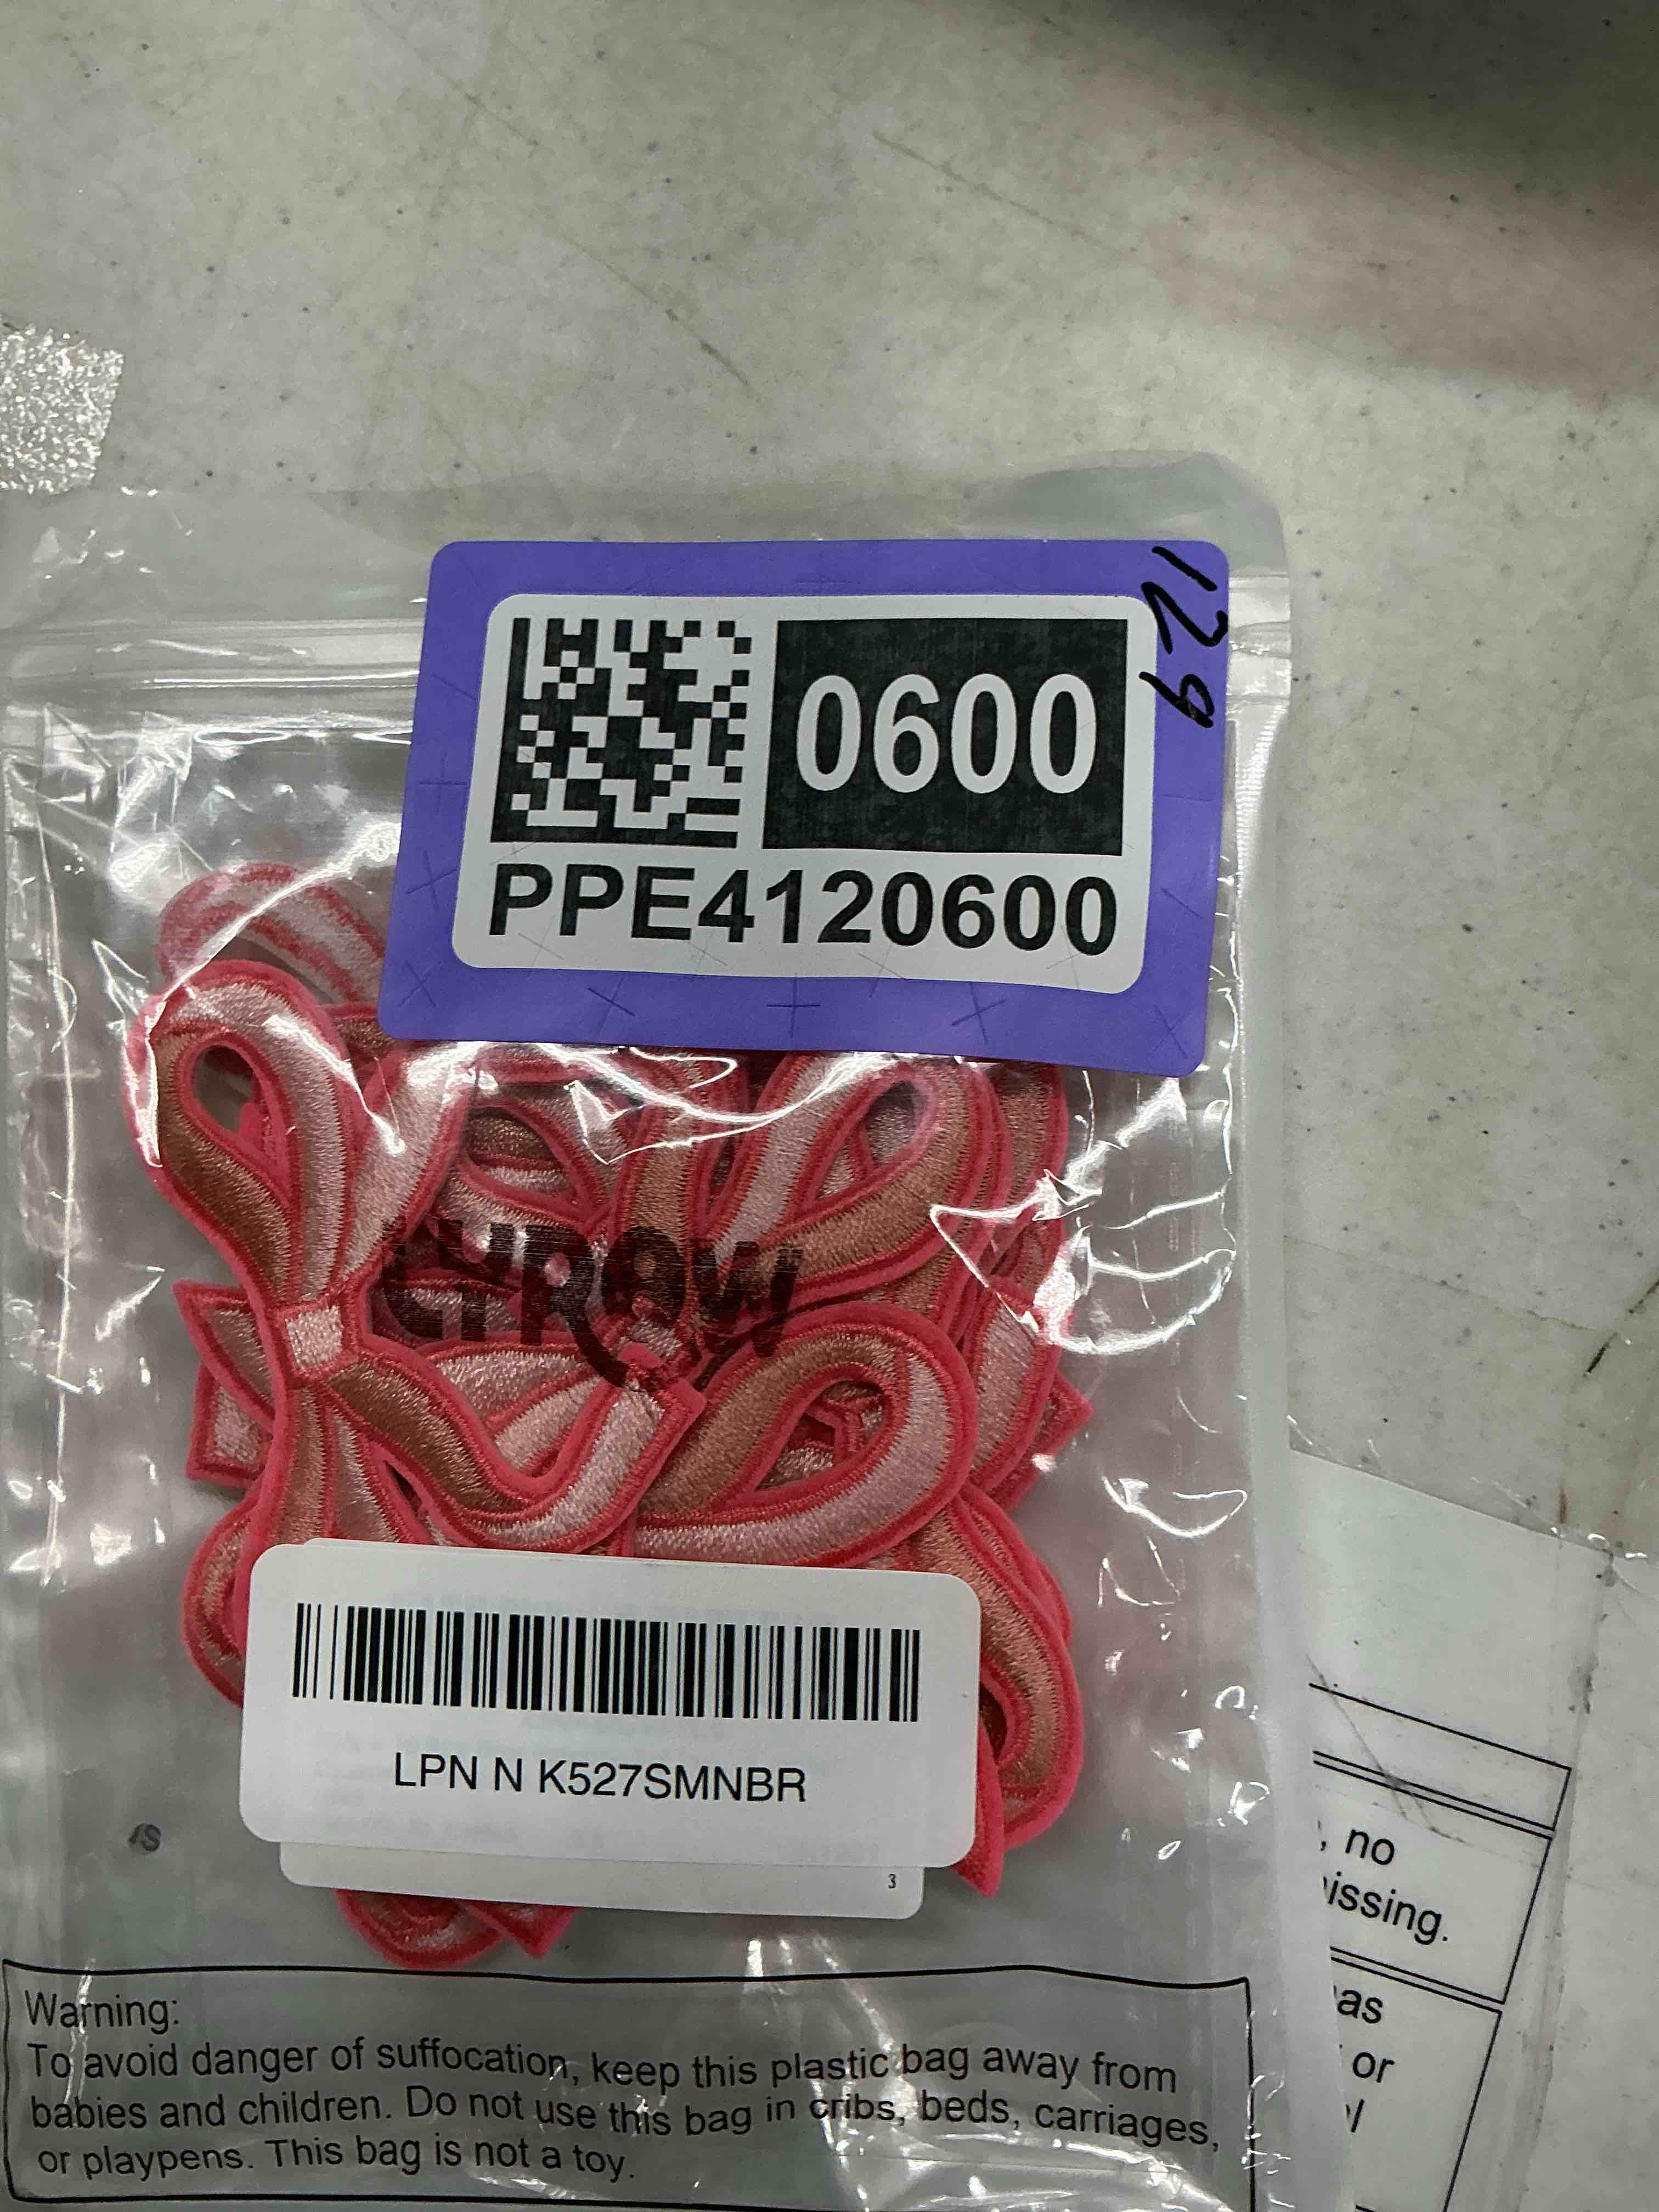 129
0600
PPE4120600
LYROW
LPN N K527SMNBR
3
Warning:
To avoid danger of suffocation, keep this plastic bag away from
babies and children. Do not use this bag in cribs, beds, carriages,
or playpens. This bag is not a toy.
, no
issing.
as
or